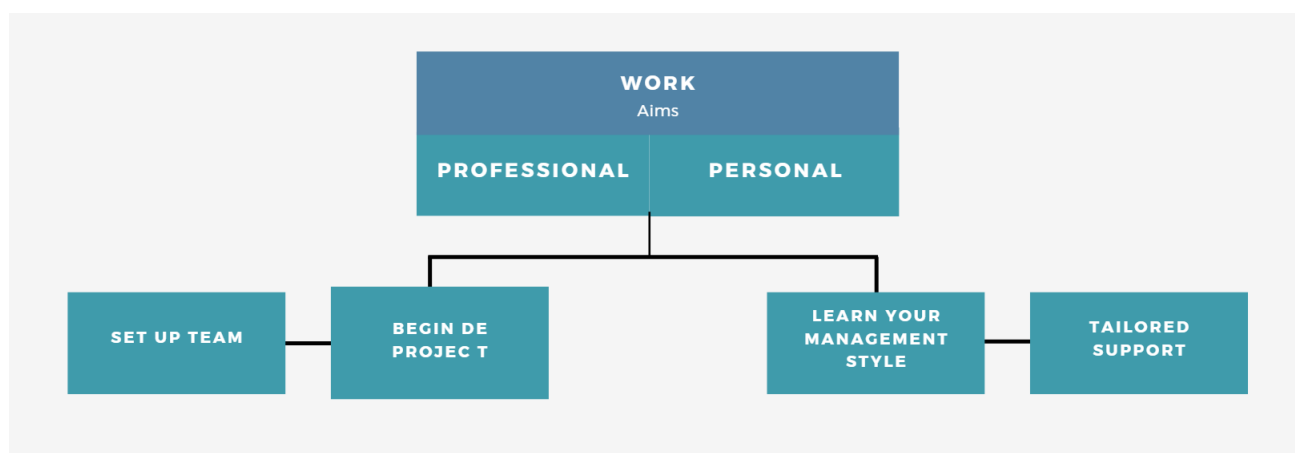 WORK
Aims
PROFESSIONAL
PERSONAL
SET UP TEAM
BEGIN DE
PROJEC T
LEARN YOUR
MANAGEMENT
STYLE
TAILORED
SUPPORT